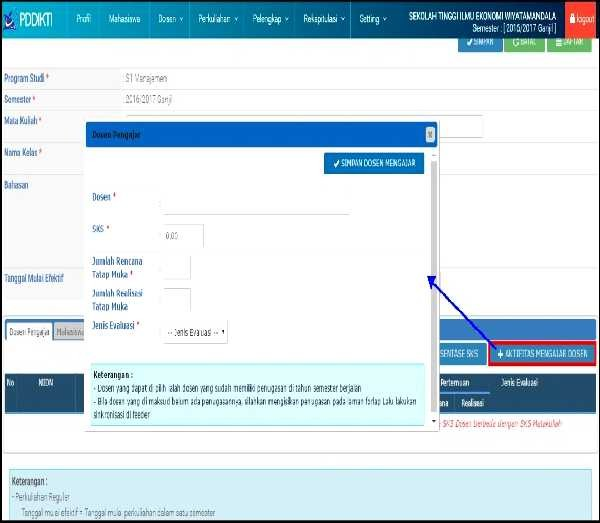 PDDIKTI Profil Mahasiswa Dosen Perkuliahan Pelengkap Rekapitulasi Setting SEKOLAH TINGGI ILMU EKONOMI WIYATAMANDALA logout
Semester : [ 2016/2017 Ganjil ]
SIMPAN BATAL DAFTAR
Program Studi * : S1 Manajemen
Semester * : 2016/2017 Ganjil
Mata Kuliah * :
Nama Kelas *
Bahasan
Tanggal Mulai Efektif
Dosen Pengajar
SIMPAN DOSEN MENGAJAR
Dosen * :
SKS * : 0,00
Jumlah Rencana
Tatap Muka * :
Jumlah Realisasi
Tatap Muka :
Jenis Evaluasi * : -- Jenis Evaluasi --
Keterangan :
- Dosen yang dapat di pilih ialah dosen yang sudah memiliki penugasan di tahun semester berjalan
- Bila dosen yang di maksud belum ada penugasannya, silahkan mengisikan penugasan pada laman forlap Lalu lakukan
sinkronisasi di feeder
Dosen Pengajar Mahasiswa
SENTASE SKS + AKTIFITAS MENGAJAR DOSEN
No NIDN Pertemuan Jenis Evaluasi
ana Realisasi
SKS Dosen berbeda dengan SKS Matakuliah
Keterangan :
- Perkuliahan Reguler
Tanggal mulai efektif = Tanggal mulai perkuliahan dalam satu semester